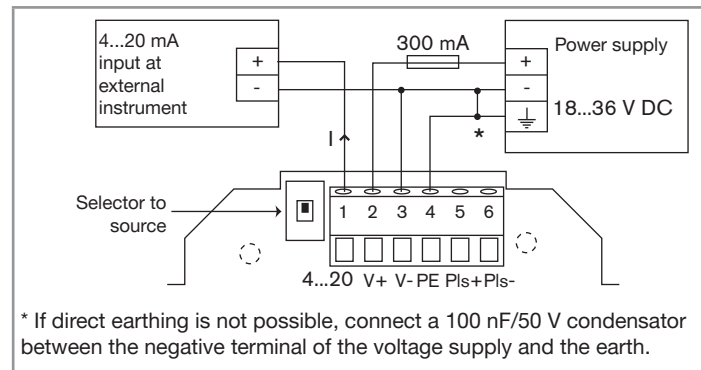 4...20 mA
input at
external
instrument
+
-
300 mA
Power supply
+
-
18...36 V DC
*
I
Selector to
source
1 2 3 4 5 6
4...20 V+ V- PE Pls+ Pls-
* If direct earthing is not possible, connect a 100 nF/50 V condensator
between the negative terminal of the voltage supply and the earth.